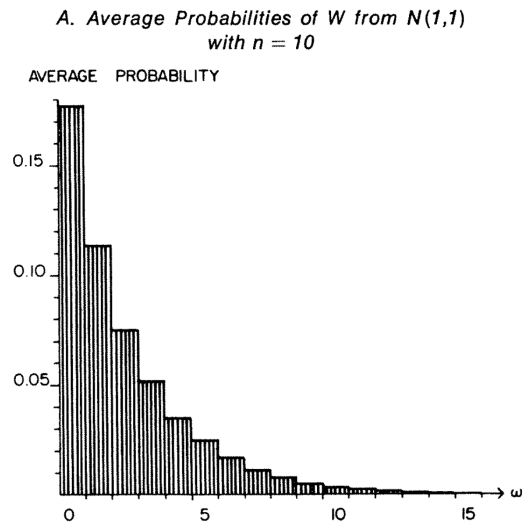 A. Average Probabilities of W from N(1,1)
with n = 10
AVERAGE PROBABILITY
0.15
0.10
0.05
0 5 10 15 ω